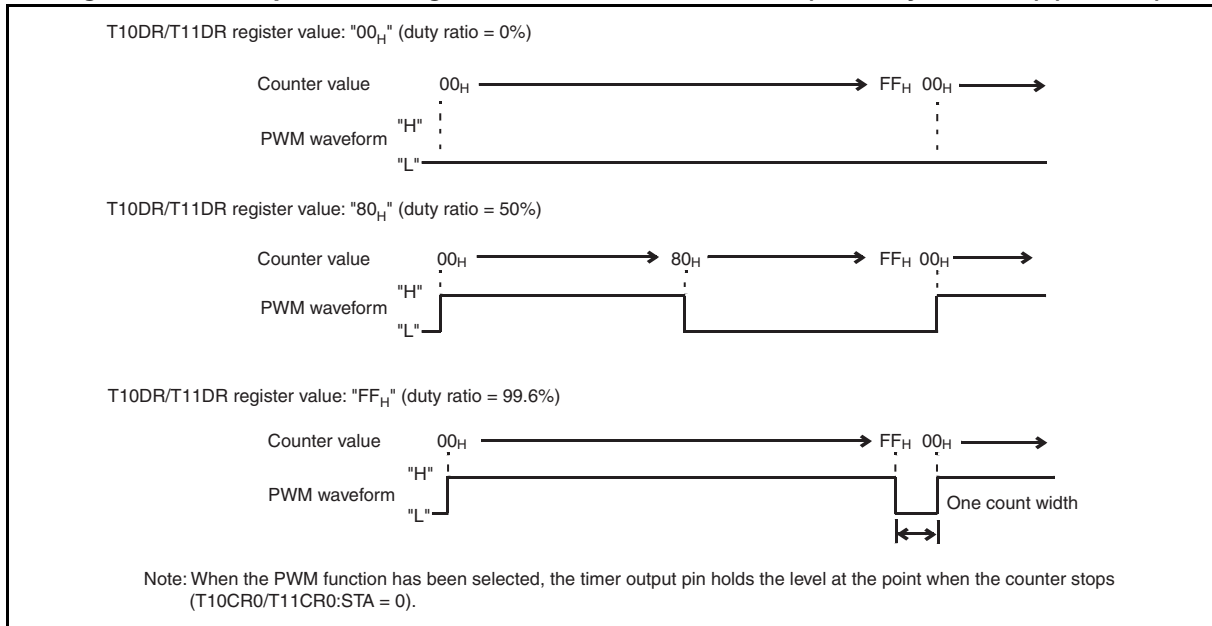 T10DR/T11DR register value: "00H" (duty ratio = 0%)
Counter value 00H FFH 00H
"H"
PWM waveform
"L"
T10DR/T11DR register value: "80H" (duty ratio = 50%)
Counter value 00H 80H FFH 00H
"H"
PWM waveform
"L"
T10DR/T11DR register value: "FFH" (duty ratio = 99.6%)
Counter value 00H FFH 00H
"H"
PWM waveform
"L"
One count width
Note: When the PWM function has been selected, the timer output pin holds the level at the point when the counter stops
(T10CR0/T11CR0:STA = 0).